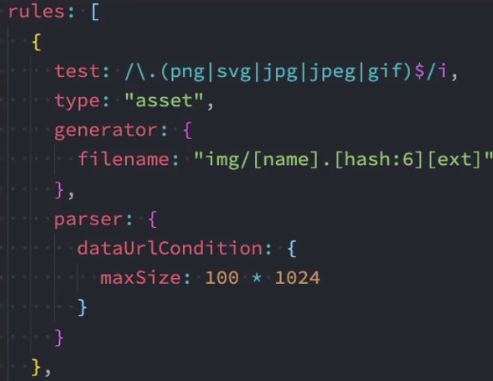 rules: [
{
test: /\.(png|svg|jpg|jpeg|gif)$/i,
type: "asset",
generator: {
filename: "img/[name].[hash:6][ext]"
},
parser: {
dataUrlCondition: {
maxSize: 100 * 1024
}
}
},